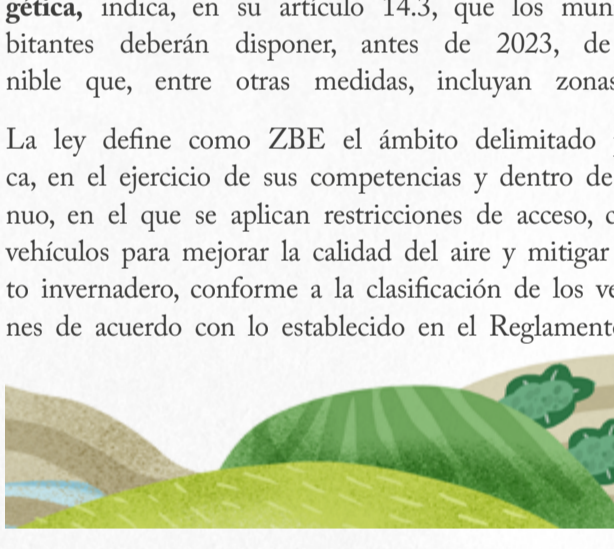 gética, indica, en su artículo 14.3, que los mun
bitantes deberán disponer, antes de 2023, de
nible que, entre otras medidas, incluyan zonas
La ley define como ZBE el ámbito delimitado
ca, en el ejercicio de sus competencias y dentro de
nuo, en el que se aplican restricciones de acceso, c
vehículos para mejorar la calidad del aire y mitigar
to invernadero, conforme a la clasificación de los ve
nes de acuerdo con lo establecido en el Reglament